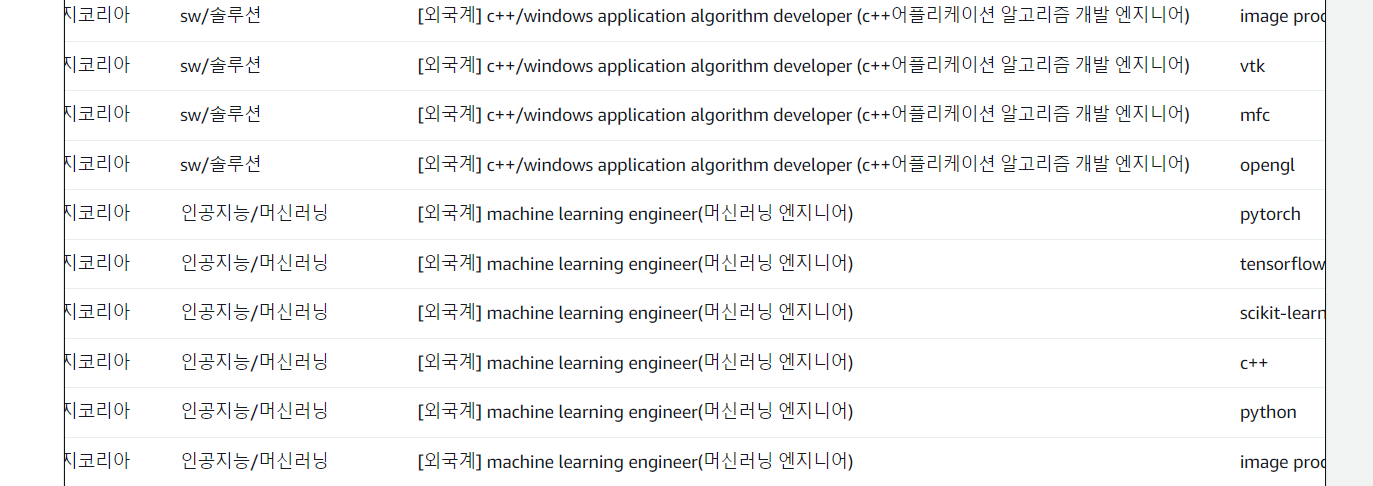 지코리아 sw/솔루션 [외국계] c++/windows application algorithm developer (c++어플리케이션 알고리즘 개발 엔지니어) image proc
지코리아 sw/솔루션 [외국계] c++/windows application algorithm developer (c++어플리케이션 알고리즘 개발 엔지니어) vtk
지코리아 sw/솔루션 [외국계] c++/windows application algorithm developer (c++어플리케이션 알고리즘 개발 엔지니어) mfc
지코리아 sw/솔루션 [외국계] c++/windows application algorithm developer (c++어플리케이션 알고리즘 개발 엔지니어) opengl
지코리아 인공지능/머신러닝 [외국계] machine learning engineer(머신러닝 엔지니어) pytorch
지코리아 인공지능/머신러닝 [외국계] machine learning engineer(머신러닝 엔지니어) tensorflow
지코리아 인공지능/머신러닝 [외국계] machine learning engineer(머신러닝 엔지니어) scikit-learn
지코리아 인공지능/머신러닝 [외국계] machine learning engineer(머신러닝 엔지니어) c++
지코리아 인공지능/머신러닝 [외국계] machine learning engineer(머신러닝 엔지니어) python
지코리아 인공지능/머신러닝 [외국계] machine learning engineer(머신러닝 엔지니어) image proc